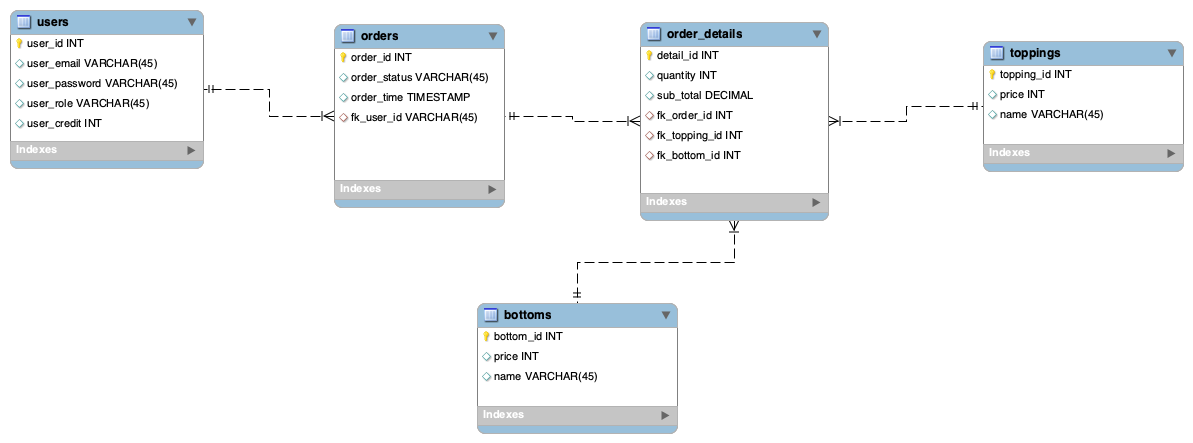 users
user_id INT
user_email VARCHAR(45)
user_password VARCHAR(45)
user_role VARCHAR(45)
user_credit INT
Indexes
orders
order_id INT
order_status VARCHAR(45)
order_time TIMESTAMP
fk_user_id VARCHAR(45)
Indexes
order_details
detail_id INT
quantity INT
sub_total DECIMAL
fk_order_id INT
fk_topping_id INT
fk_bottom_id INT
Indexes
toppings
topping_id INT
price INT
name VARCHAR(45)
Indexes
bottoms
bottom_id INT
price INT
name VARCHAR(45)
Indexes